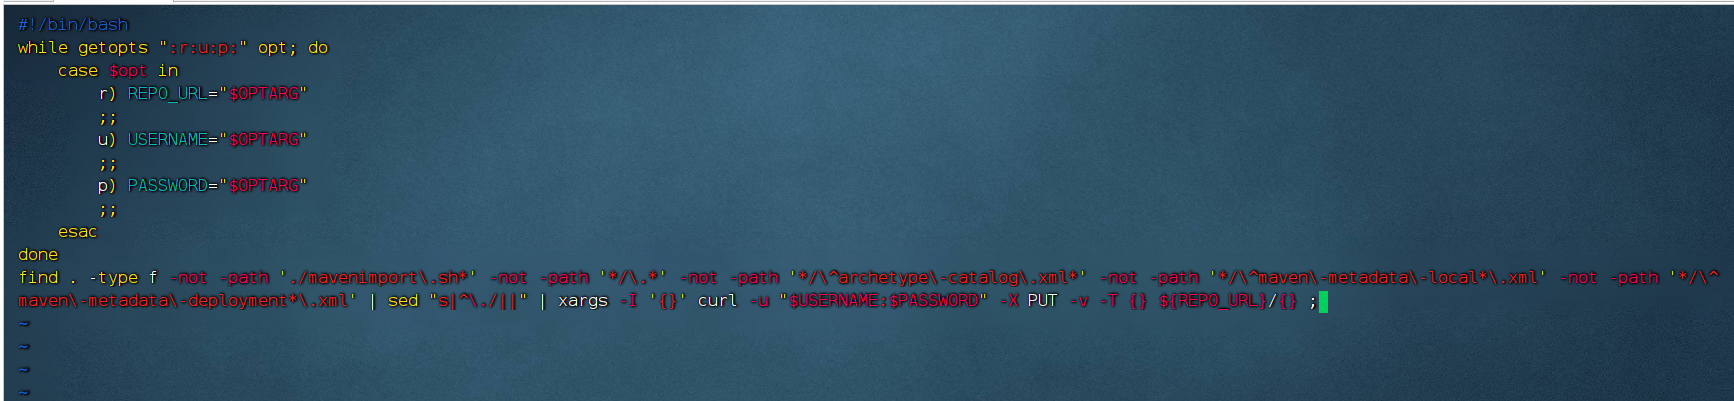 #!/bin/bash
while getopts ":r:u:p:" opt; do
    case $opt in
        r) REPO_URL="$OPTARG"
        ;;
        u) USERNAME="$OPTARG"
        ;;
        p) PASSWORD="$OPTARG"
        ;;
    esac
done
find . -type f -not -path './mavenimport\.sh*' -not -path '*/\.*' -not -path '*/\^archetype\-catalog\.xml*' -not -path '*/\^maven\-metadata\-local*\.xml' -not -path '*/\^
maven\-metadata\-deployment*\.xml' | sed "s|^\./||" | xargs -I '{}' curl -u "$USERNAME:$PASSWORD" -X PUT -v -T {} ${REPO_URL}/{} ;
~
~
~
~